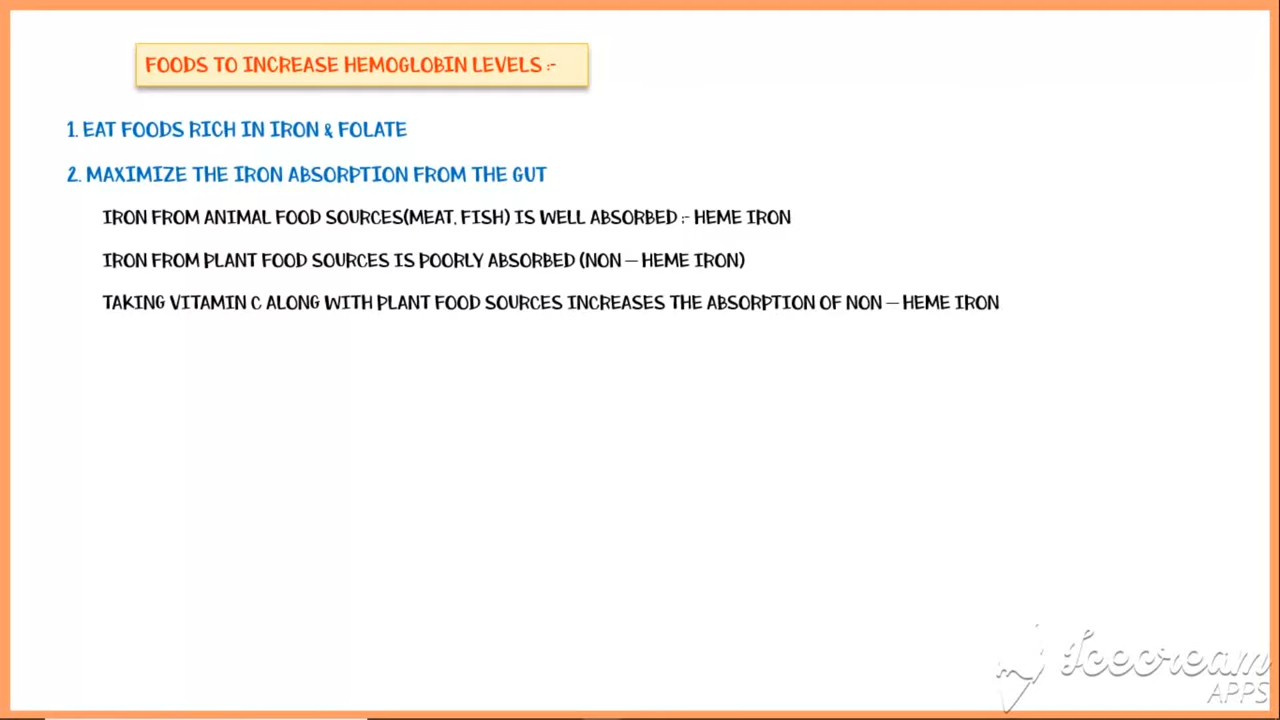 FOODS TO INCREASE HEMOGLOBIN LEVELS :-
1. EAT FOODS RICH IN IRON & FOLATE
2. MAXIMIZE THE IRON ABSORPTION FROM THE GUT
IRON FROM ANIMAL FOOD SOURCES(MEAT, FISH) IS WELL ABSORBED :- HEME IRON
IRON FROM PLANT FOOD SOURCES IS POORLY ABSORBED (NON – HEME IRON)
TAKING VITAMIN C ALONG WITH PLANT FOOD SOURCES INCREASES THE ABSORPTION OF NON – HEME IRON
Icecream
APPS